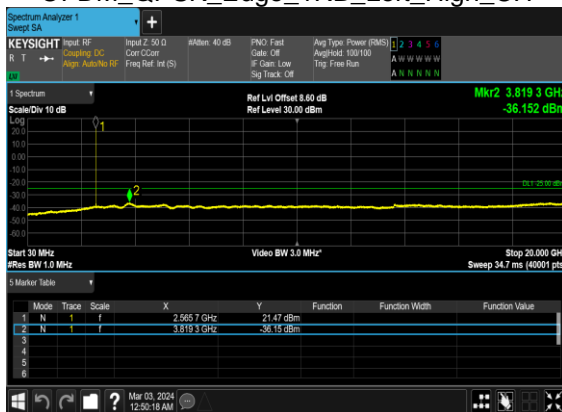 Spectrum Analyzer 1
Swept SA
+
KEYSIGHT Input: RF Input Z: 50 Ω #Atten: 40 dB PNO: Fast Avg Type: Power (RMS) 1 2 3 4 5 6
R T Coupling: DC Corr CCorr Gate: Off Avg|Hold: 100/100 A W W W W W
Align: Auto/No RF Freq Ref: Int (S) IF Gain: Low Trig: Free Run
LU Sig Track: Off A N N N N N
1 Spectrum Ref Lvl Offset 8.60 dB Mkr2 3.819 3 GHz
Scale/Div 10 dB Ref Level 30.00 dBm -36.152 dBm
Log
20.0
10.0
0.00
-10.0
-20.0
-30.0
-40.0
-50.0
-60.0
1
2
Start 30 MHz Video BW 3.0 MHz* Stop 20.000 GHz
#Res BW 1.0 MHz Sweep 34.7 ms (40001 pts)
5 Marker Table
Mode Trace Scale X Y Function Function Width Function Value
1 N 1 f 2.565 7 GHz 21.47 dBm
2 N 1 f 3.819 3 GHz -36.15 dBm
3
4
5
6
? Mar 03, 2024
12:50:18 AM